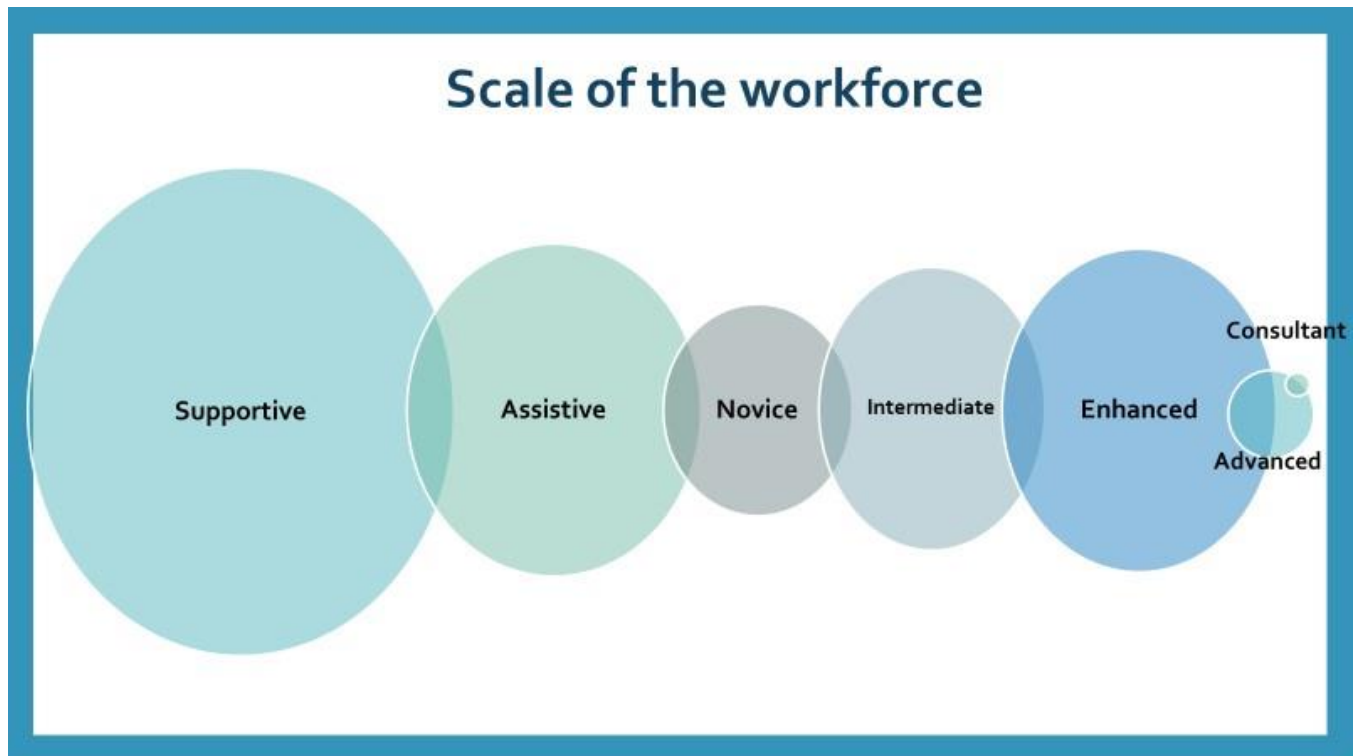 Scale of the workforce
Supportive
Assistive
Novice
Intermediate
Enhanced
Consultant
Advanced